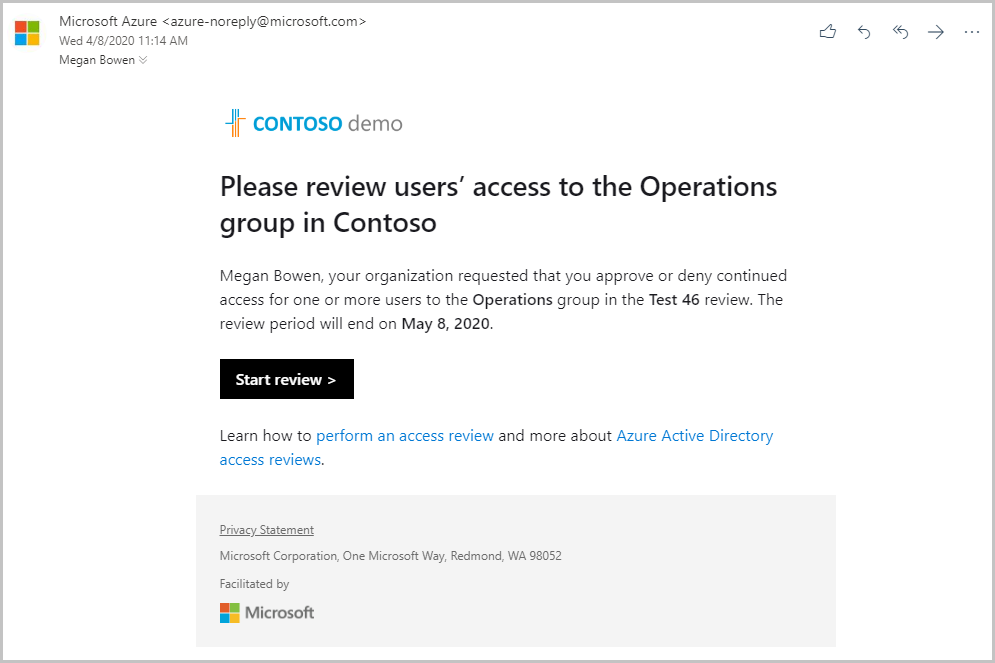 Microsoft Azure <azure-noreply@microsoft.com>
Wed 4/8/2020 11:14 AM
Megan Bowen
CONTOSO demo
Please review users’ access to the Operations
group in Contoso
Megan Bowen, your organization requested that you approve or deny continued
access for one or more users to the Operations group in the Test 46 review. The
review period will end on May 8, 2020.
Start review >
Learn how to perform an access review and more about Azure Active Directory
access reviews.
Privacy Statement
Microsoft Corporation, One Microsoft Way, Redmond, WA 98052
Facilitated by
Microsoft